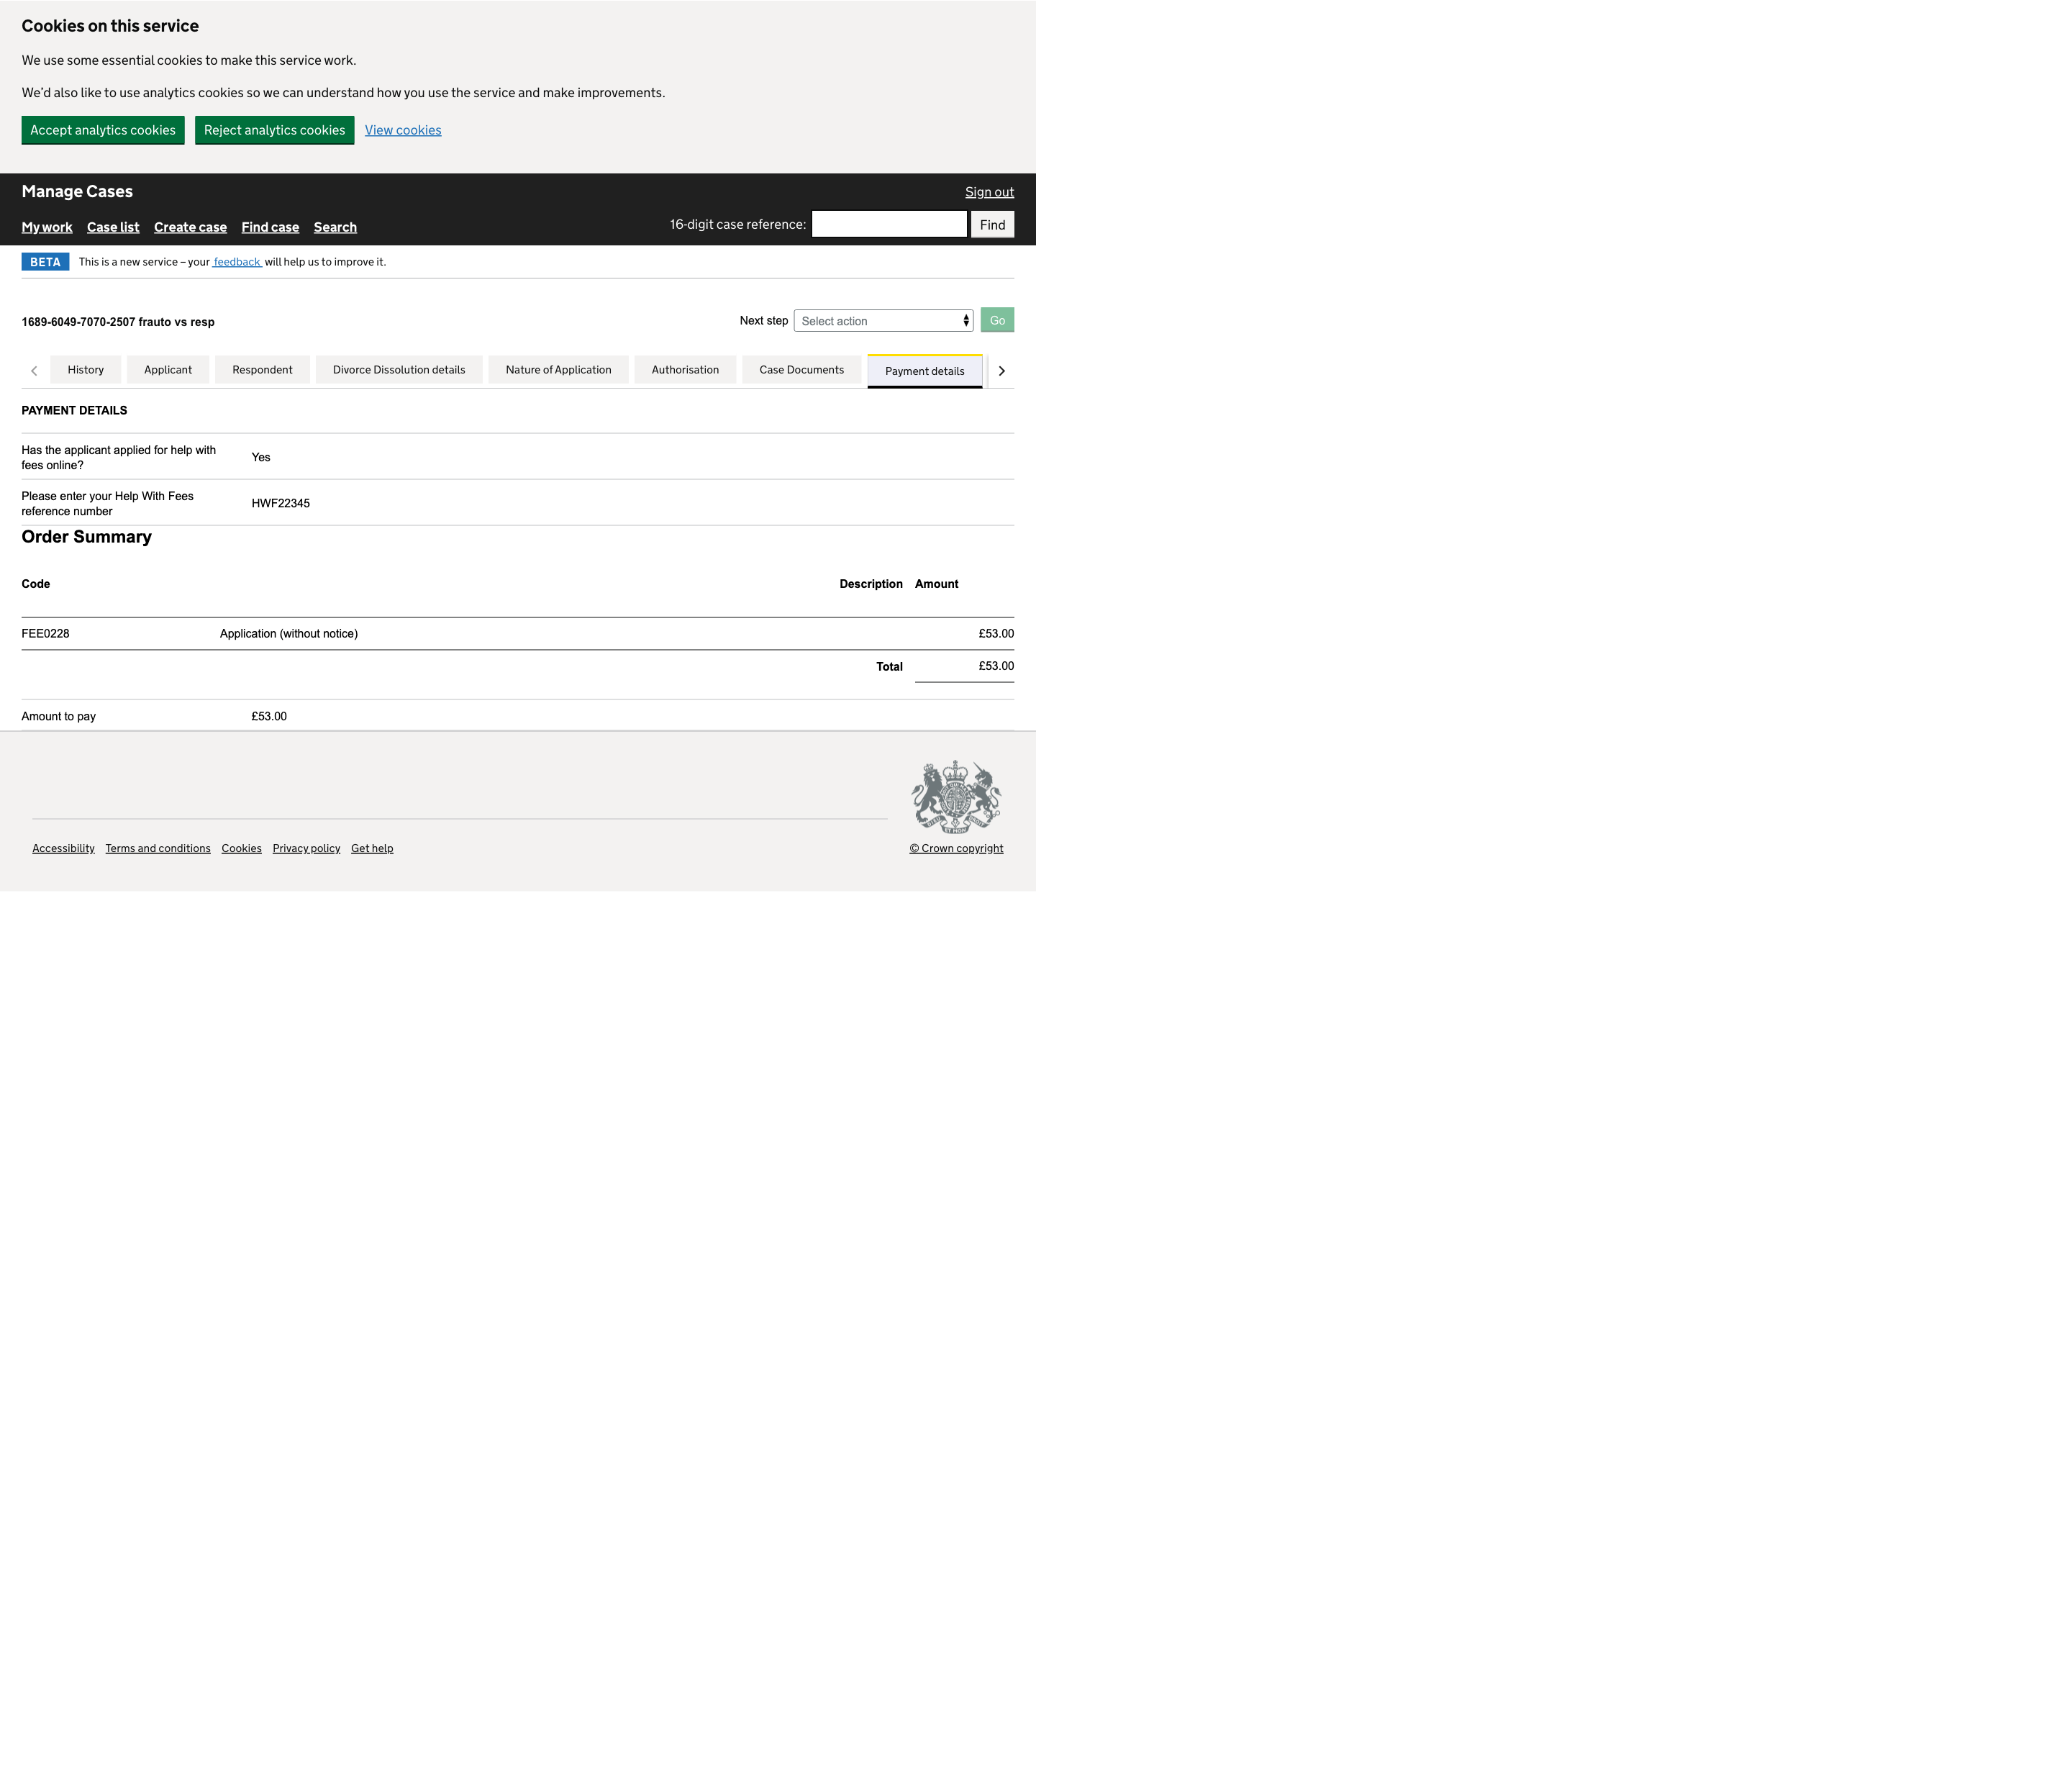 Cookies on this service
We use some essential cookies to make this service work.
We'd also like to use analytics cookies so we can understand how you use the service and make improvements.
Accept analytics cookies Reject analytics cookies View cookies
Manage Cases Sign out
My work Case list Create case Find case Search 16-digit case reference: Find
BETA This is a new service – your feedback will help us to improve it.
1689-6049-7070-2507 frauto vs resp Next step Select action Go
History Applicant Respondent Divorce Dissolution details Nature of Application Authorisation Case Documents Payment details
PAYMENT DETAILS
Has the applicant applied for help with
fees online? Yes
Please enter your Help With Fees
reference number HWF22345
Order Summary
Code Description Amount
FEE0228 Application (without notice) £53.00
Total £53.00
Amount to pay £53.00
Accessibility Terms and conditions Cookies Privacy policy Get help © Crown copyright